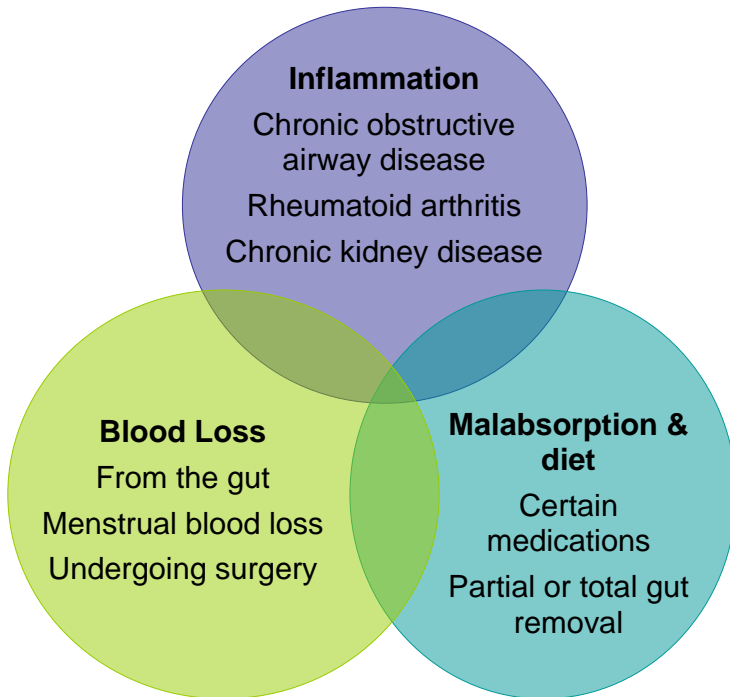 Inflammation
Chronic obstructive
airway disease
Rheumatoid arthritis
Chronic kidney disease
Blood Loss
From the gut
Menstrual blood loss
Undergoing surgery
Malabsorption &
diet
Certain
medications
Partial or total gut
removal